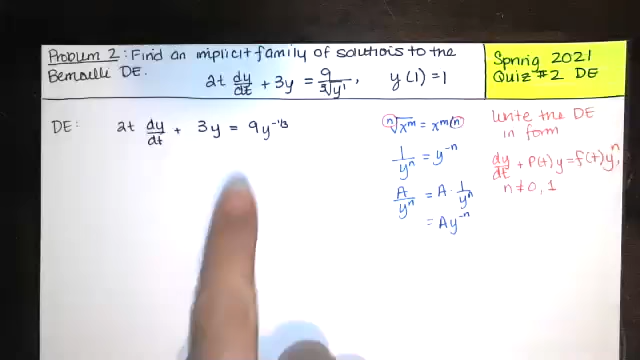 Problem 2: Find an implicit family of solutions to the
Bernoulli DE. 2t dy/dt + 3y = 9/∛y', y(1) = 1
Spring 2021
Quiz #2 DE
DE: 2t dy/dt + 3y = 9y^-1/3
ⁿ√x^m = x^m/n
1/y^n = y^-n
A/y^n = A · 1/y^n
= Ay^-n
Write the DE
in form
dy/dt + P(t)y = f(t)y^n,
n ≠ 0, 1